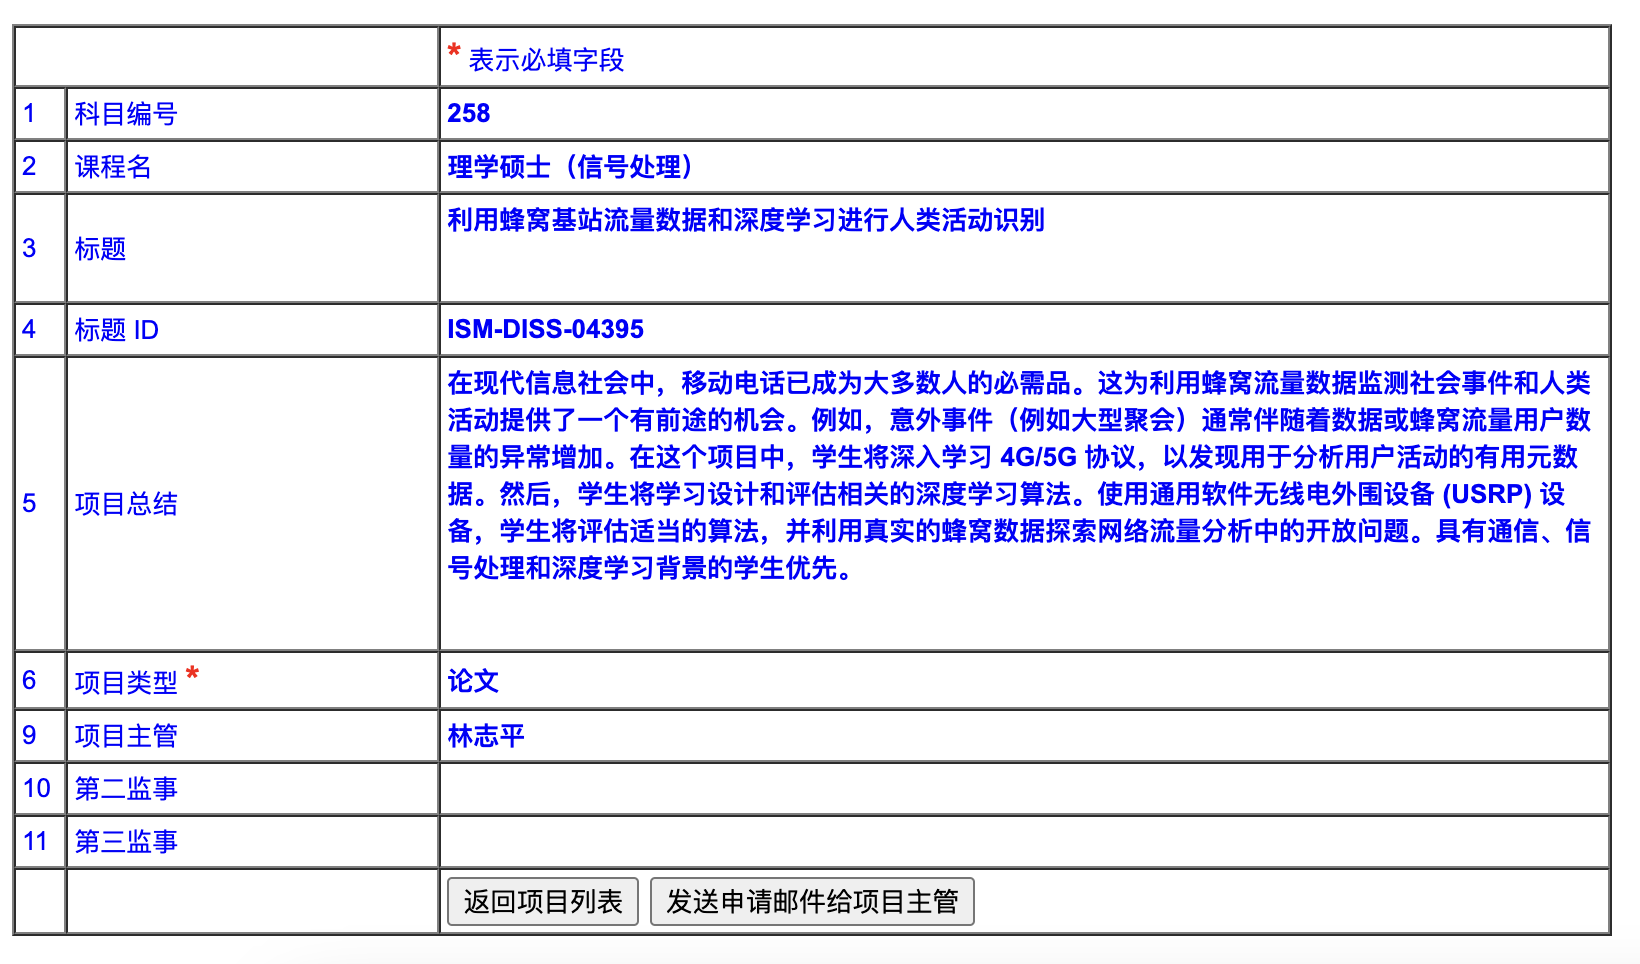 * 表示必填字段
1 科目编号 258
2 课程名 理学硕士（信号处理）
3 标题 利用蜂窝基站流量数据和深度学习进行人类活动识别
4 标题 ID ISM-DISS-04395
5 项目总结 在现代信息社会中，移动电话已成为大多数人的必需品。这为利用蜂窝流量数据监测社会事件和人类
活动提供了一个有前途的机会。例如，意外事件（例如大型聚会）通常伴随着数据或蜂窝流量用户数
量的异常增加。在这个项目中，学生将深入学习 4G/5G 协议，以发现用于分析用户活动的有用元数
据。然后，学生将学习设计和评估相关的深度学习算法。使用通用软件无线电外围设备 (USRP) 设
备，学生将评估适当的算法，并利用真实的蜂窝数据探索网络流量分析中的开放问题。具有通信、信
号处理和深度学习背景的学生优先。
6 项目类型 * 论文
9 项目主管 林志平
10 第二监事
11 第三监事
返回项目列表 发送申请邮件给项目主管